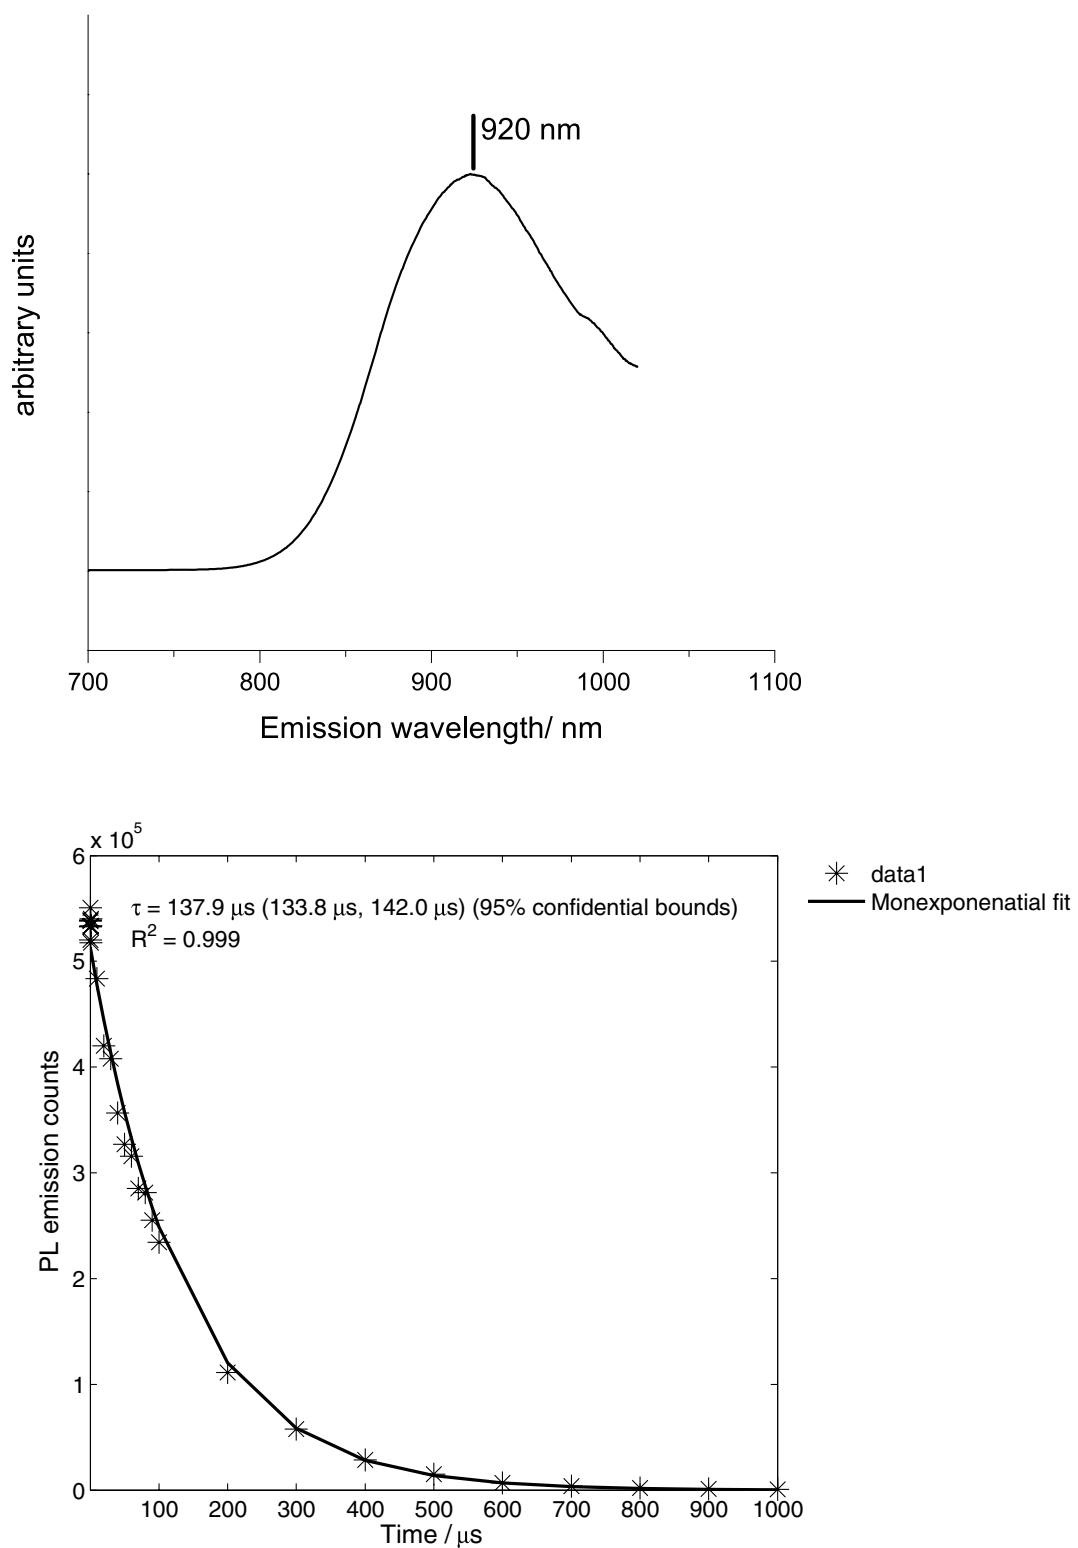 920 nm
arbitrary units
700 800 900 1000 1100
Emission wavelength/ nm
x 10^5
6
5
4
3
2
1
0
τ = 137.9 μs (133.8 μs, 142.0 μs) (95% confidential bounds)
R^2 = 0.999
data1
Monexponenatial fit
PL emission counts
100 200 300 400 500 600 700 800 900 1000
Time / μs